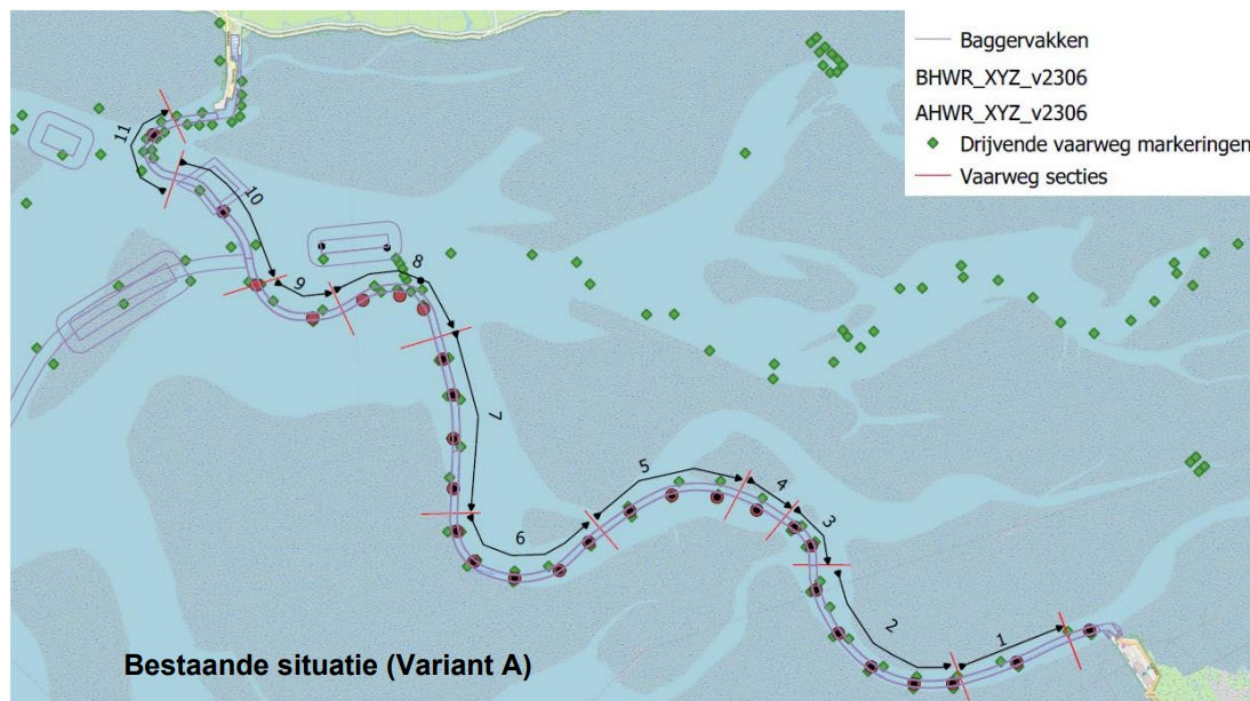 Baggervakken
BHWR_XYZ_v2306
AHWR_XYZ_v2306
Drijvende vaarweg markeringen
Vaarweg secties
11
10
9
8
7
6
5
4
3
2
1
Bestaande situatie (Variant A)